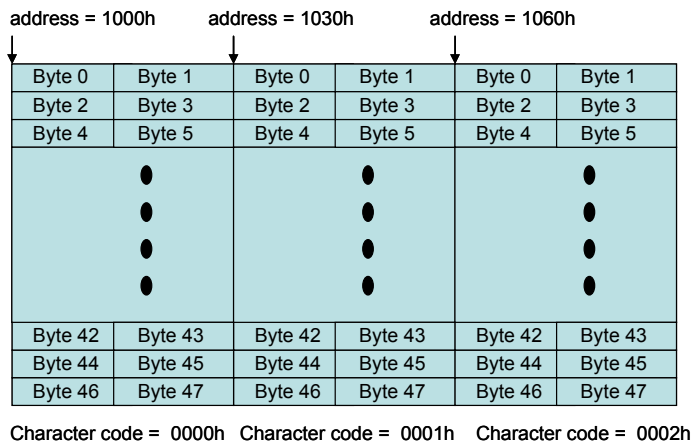 address = 1000h address = 1030h address = 1060h
Byte 0 Byte 1 Byte 0 Byte 1 Byte 0 Byte 1
Byte 2 Byte 3 Byte 2 Byte 3 Byte 2 Byte 3
Byte 4 Byte 5 Byte 4 Byte 5 Byte 4 Byte 5
Byte 42 Byte 43 Byte 42 Byte 43 Byte 42 Byte 43
Byte 44 Byte 45 Byte 44 Byte 45 Byte 44 Byte 45
Byte 46 Byte 47 Byte 46 Byte 47 Byte 46 Byte 47
Character code = 0000h Character code = 0001h Character code = 0002h